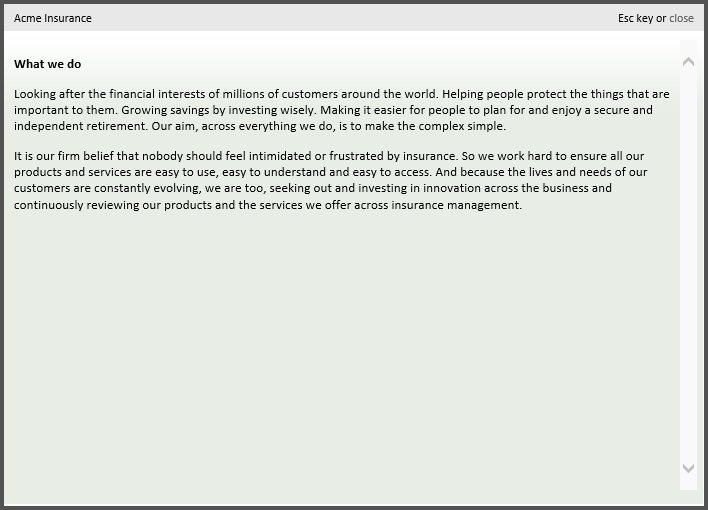 Acme Insurance
Esc key or close
What we do
Looking after the financial interests of millions of customers around the world. Helping people protect the things that are
important to them. Growing savings by investing wisely. Making it easier for people to plan for and enjoy a secure and
independent retirement. Our aim, across everything we do, is to make the complex simple.
It is our firm belief that nobody should feel intimidated or frustrated by insurance. So we work hard to ensure all our
products and services are easy to use, easy to understand and easy to access. And because the lives and needs of our
customers are constantly evolving, we are too, seeking out and investing in innovation across the business and
continuously reviewing our products and the services we offer across insurance management.